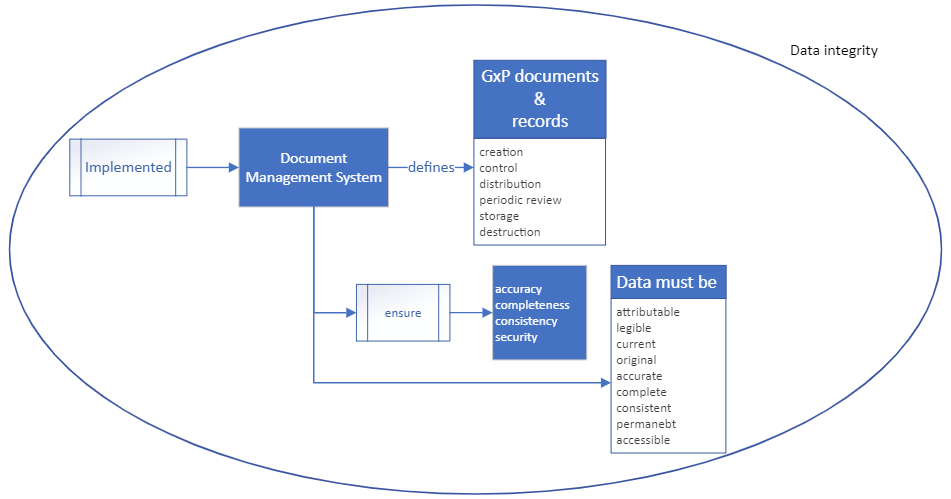 Data integrity
GxP documents
&
records
creation
control
distribution
periodic review
storage
destruction
Implemented
Document
Management System
defines
ensure
accuracy
completeness
consistency
security
Data must be
attributable
legible
current
original
accurate
complete
consistent
permanebt
accessible